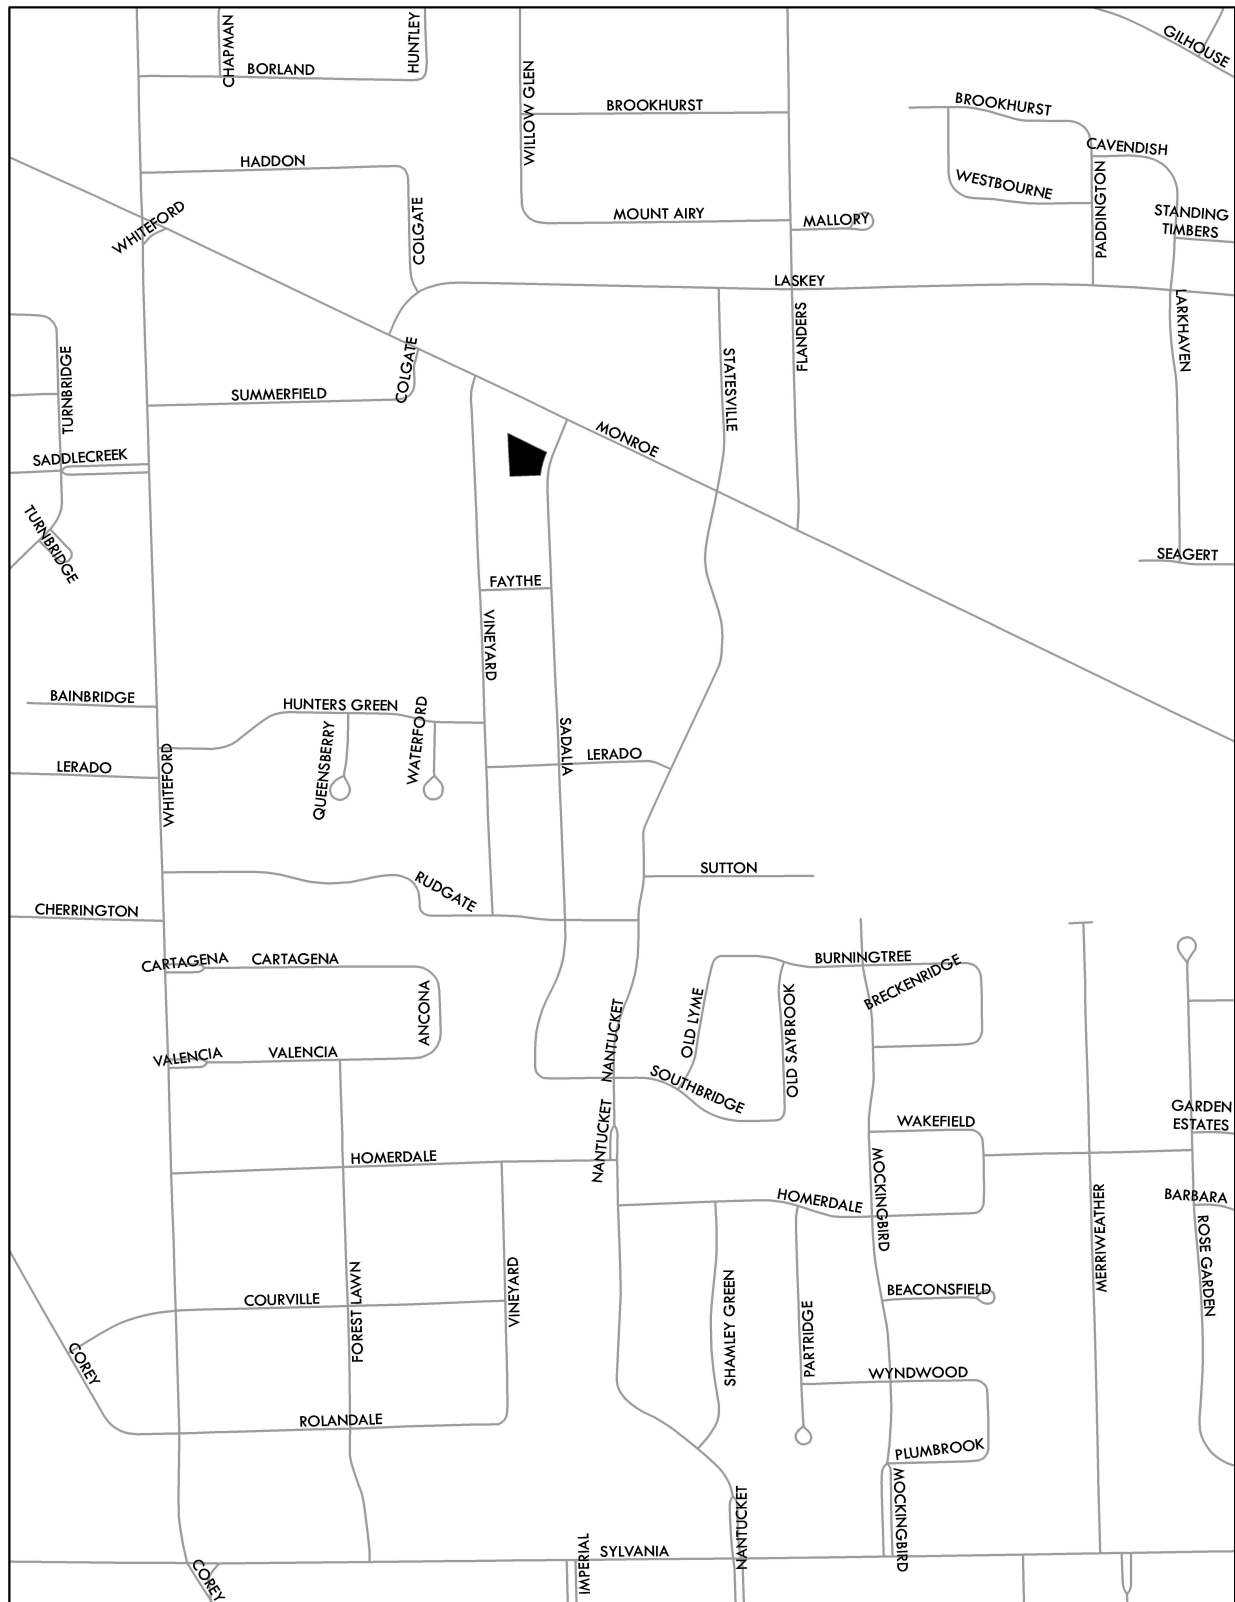 CHAPMAN
HUNTLEY
BORLAND
WILLOW GLEN
BROOKHURST
GILHOUSE
BROOKHURST
CAVENDISH
HADDON
PADDINGTON
WESTBOURNE
WHITEFORD
COLGATE
MOUNT AIRY
MALLORY
STANDING
TIMBERS
LASKEY
LARKHAVEN
FLANDERS
TURNBRIDGE
COLGATE
STATESVILLE
SUMMERFIELD
MONROE
SADDLECREEK
TURNBRIDGE
SEAGERT
FAYTHE
VINEYARD
BAINBRIDGE
HUNTERS GREEN
WATERFORD
QUEENSBERRY
SADALIA
LERADO
WHITEFORD
LERADO
SUTTON
RUDGATE
CHERRINGTON
CARTAGENA
CARTAGENA
BURNINGTREE
BRECKENRIDGE
ANCONA
OLD LYME
OLD SAYBROOK
NANTUCKET
VALENCIA
VALENCIA
SOUTHBRIDGE
NANTUCKET
WAKEFIELD
GARDEN
ESTATES
HOMERDALE
MOCKINGBIRD
HOMERDALE
MERRIWEATHER
BARBARA
ROSE GARDEN
COURVILLE
FOREST LAWN
VINEYARD
SHAMLEY GREEN
BEACONSFIELD
PARTRIDGE
COREY
WYNDWOOD
ROLANDALE
PLUMBROOK
MOCKINGBIRD
NANTUCKET
SYLVANIA
IMPERIAL
COREY